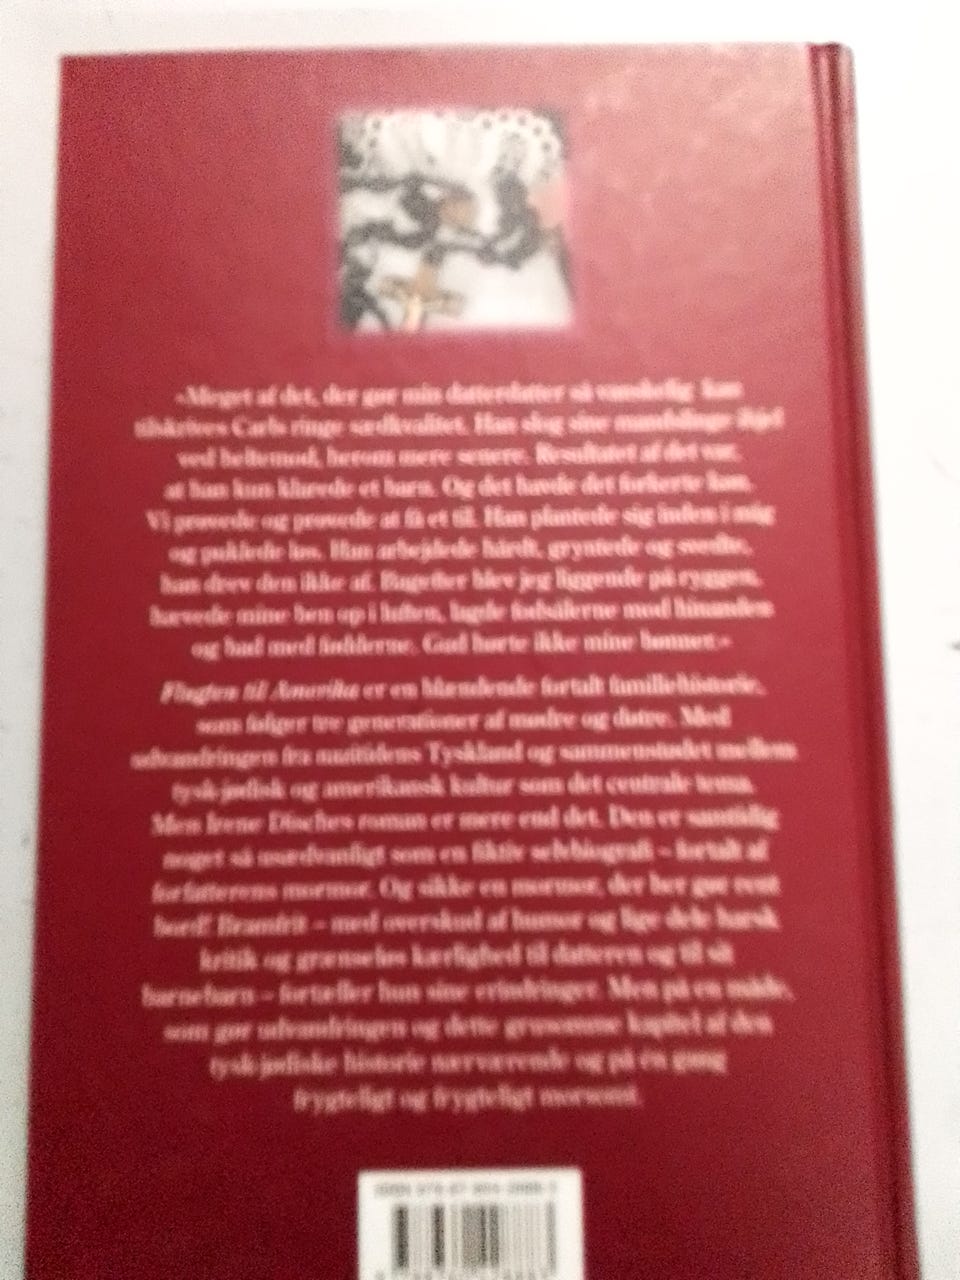 »Meget af det, der gør min datterdatter så vanskelig kan
tilskrives Carls ringe sædkvalitet. Han slog sine mandslinge ihjel
ved heltemod, herom mere senere. Resultatet af det var,
at han kun klarede et barn. Og det havde det forkerte køn.
Vi prøvede og prøvede at få et til. Han plantede sig inden i mig
og puklede løs. Han arbejdede hårdt, gryntede og svedte,
han drev den ikke af. Bagefter blev jeg liggende på ryggen,
hævede mine ben op i luften, lagde fodsålerne mod hinanden
og bad med fødderne. Gud hørte ikke mine bønner.«
Flugten til Amerika er en blændende fortalt familiehistorie,
som følger tre generationer af mødre og døtre. Med
udvandringen fra nazitidens Tyskland og sammenstødet mellem
tysk-jødisk og amerikansk kultur som det centrale tema.
Men Irene Disches roman er mere end det. Den er samtidig
noget så usædvanligt som en fiktiv selvbiografi – fortalt af
forfatterens mormor. Og sikke en mormor, der her gør rent
bord! Bramfrit – med overskud af humor og lige dele harsk
kritik og grænseløs kærlighed til datteren og til sit
barnebarn – fortæller hun sine erindringer. Men på en måde,
som gør udvandringen og dette grusomme kapitel af den
tysk-jødiske historie nærværende og på én gang
frygteligt og frygteligt morsomt.